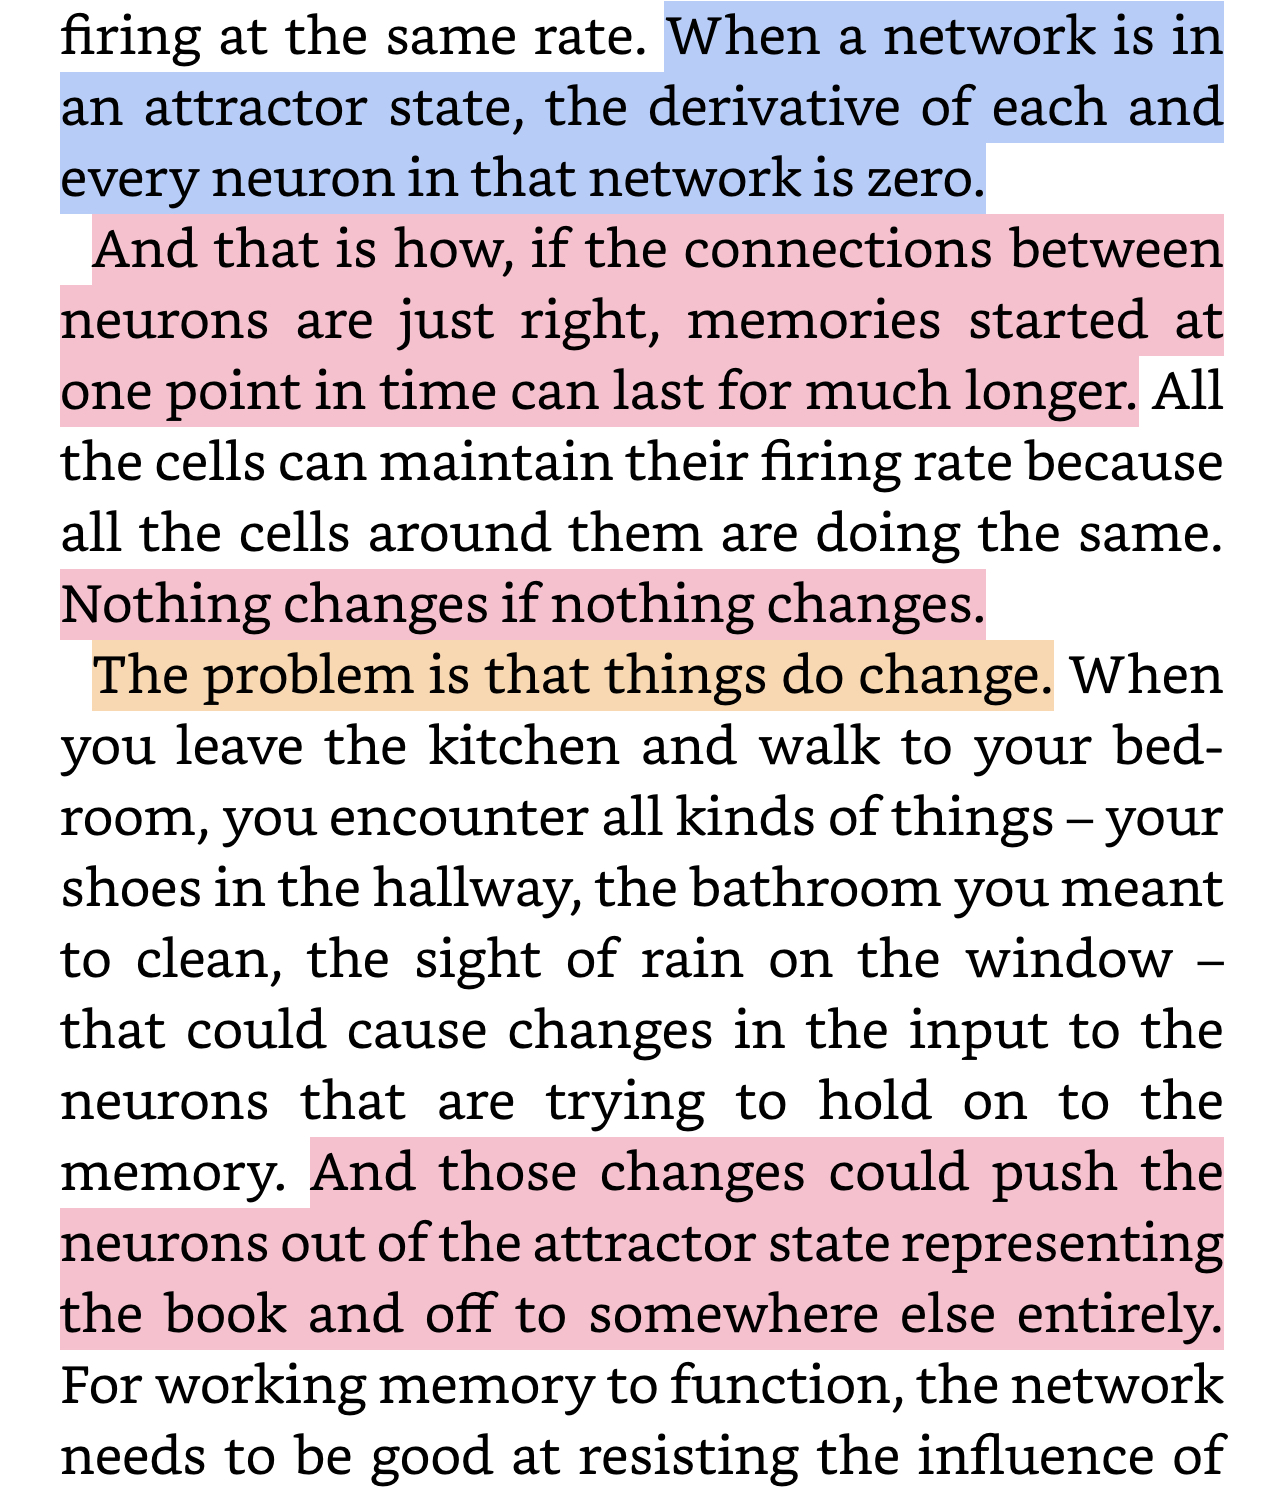 firing at the same rate. When a network is in
an attractor state, the derivative of each and
every neuron in that network is zero.
And that is how, if the connections between
neurons are just right, memories started at
one point in time can last for much longer. All
the cells can maintain their firing rate because
all the cells around them are doing the same.
Nothing changes if nothing changes.
The problem is that things do change. When
you leave the kitchen and walk to your bed-
room, you encounter all kinds of things – your
shoes in the hallway, the bathroom you meant
to clean, the sight of rain on the window –
that could cause changes in the input to the
neurons that are trying to hold on to the
memory. And those changes could push the
neurons out of the attractor state representing
the book and off to somewhere else entirely.
For working memory to function, the network
needs to be good at resisting the influence of